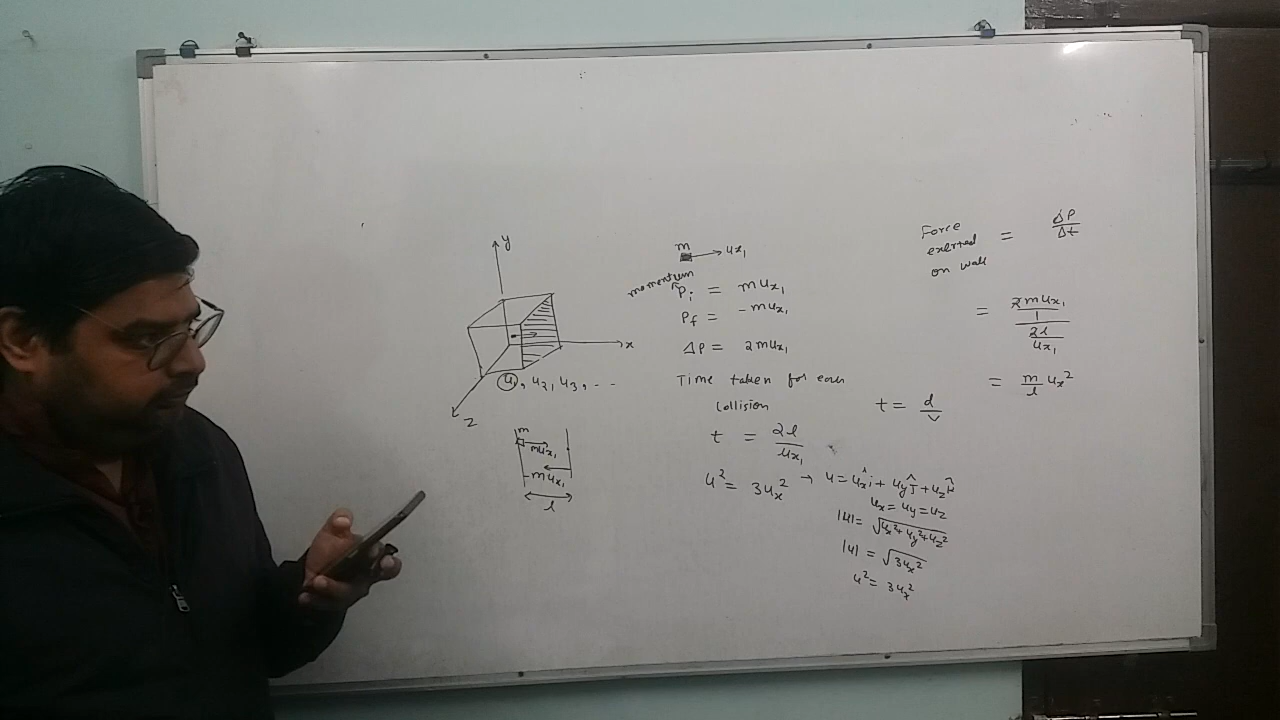 y
x
z
u₁, u₂, u₃, ...
m
mux₁
-mux₁
l
m
ux₁
momentum
Pi = mux₁
Pf = -mux₁
ΔP = 2mux₁
Time taken for each
Collision
t = 2l/ux₁
t = d/v
u² = 3ux² → u = uxî + uyĵ + uzk̂
ux = uy = uz
|u| = √ux²+uy²+uz²
|u| = √3ux²
u² = 3ux²
Force
exerted
on wall
= ΔP/Δt
= 2mux₁/1 / 2l/ux₁
= m/l ux²